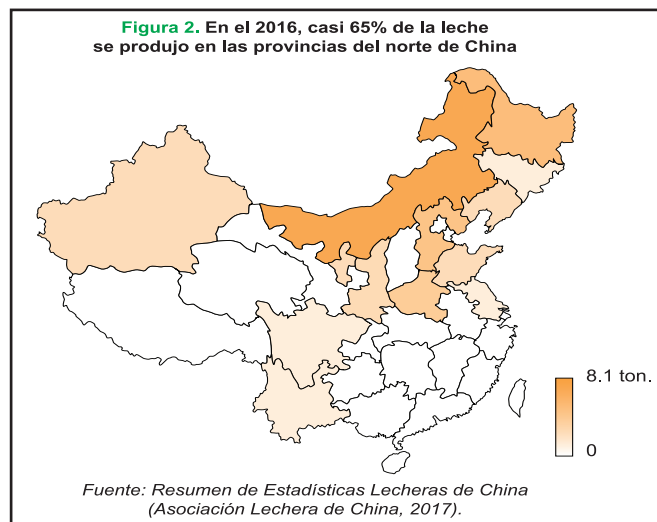 Figura 2. En el 2016, casi 65% de la leche
se produjo en las provincias del norte de China
8.1 ton.
0
Fuente: Resumen de Estadísticas Lecheras de China
(Asociación Lechera de China, 2017).